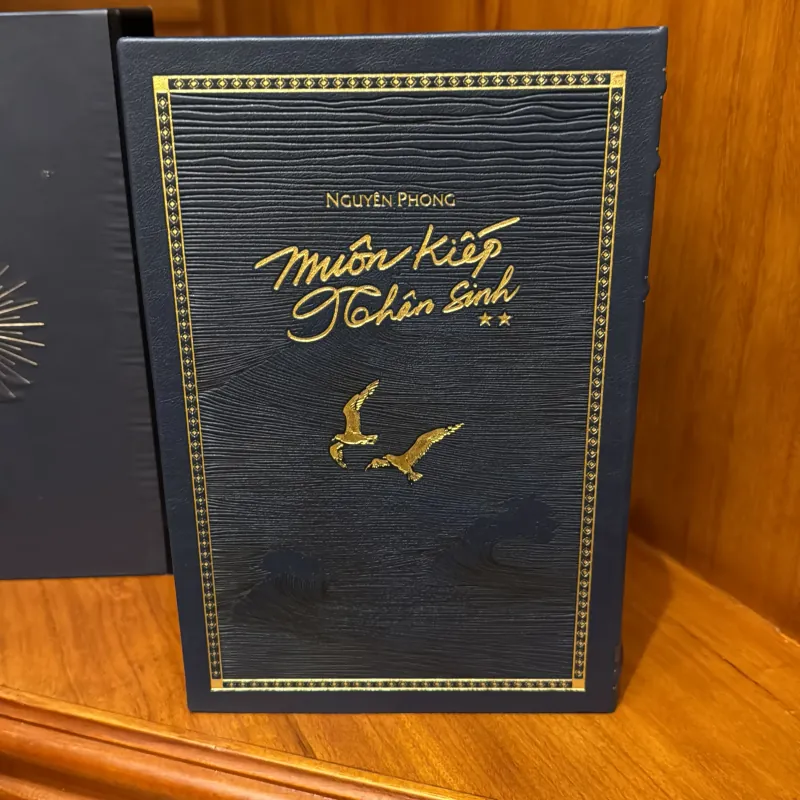 NGUYÊN PHONG
Muôn Kiếp
Nhân Sinh
★★